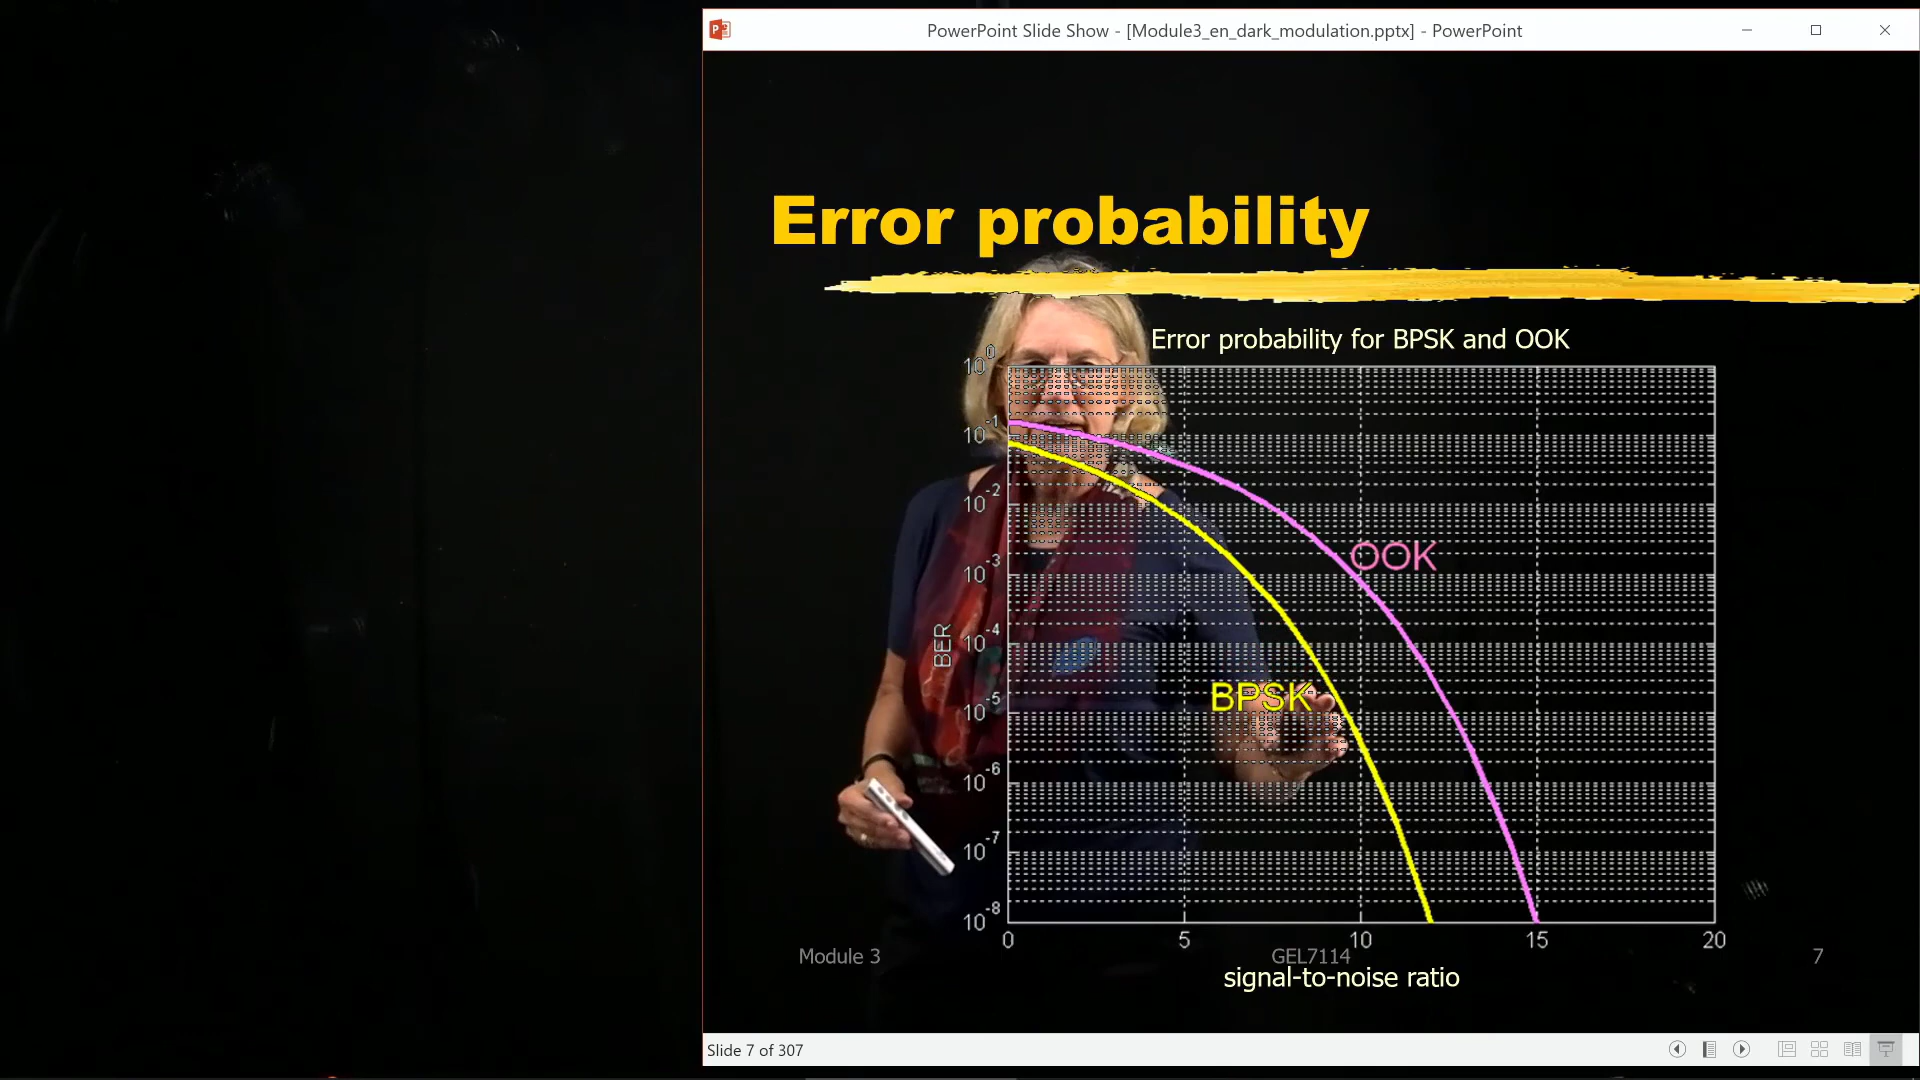 PowerPoint Slide Show - [Module3_en_dark_modulation.pptx] - PowerPoint
Error probability
Error probability for BPSK and OOK
10^0
10^-1
10^-2
10^-3
10^-4
10^-5
10^-6
10^-7
10^-8
BER
OOK
BPSK
0 5 10 15 20
signal-to-noise ratio
Module 3 GEL7114 7
Slide 7 of 307